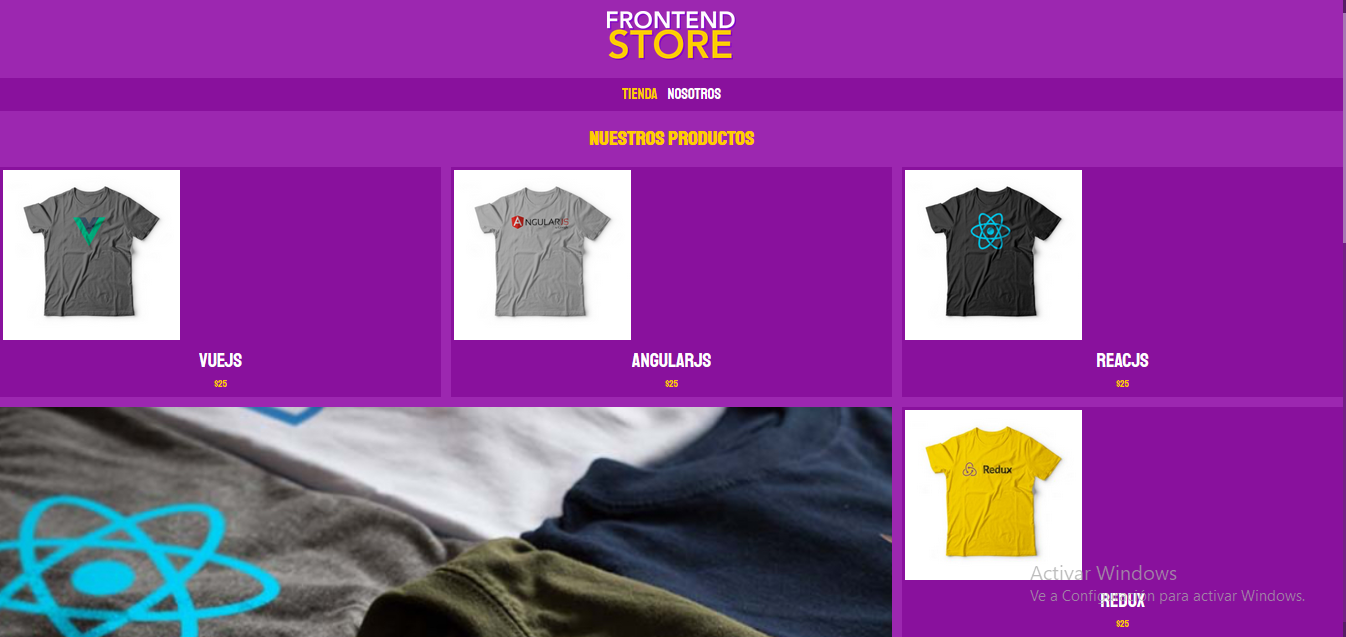 FRONTEND
STORE
TIENDA NOSOTROS
NUESTROS PRODUCTOS
ANGULARJS
VUEJS
ANGULARJS
REACJS
$25
$25
$25
Redux
Activar Windows
Ve a Configuración para activar Windows.
REDUX
$25